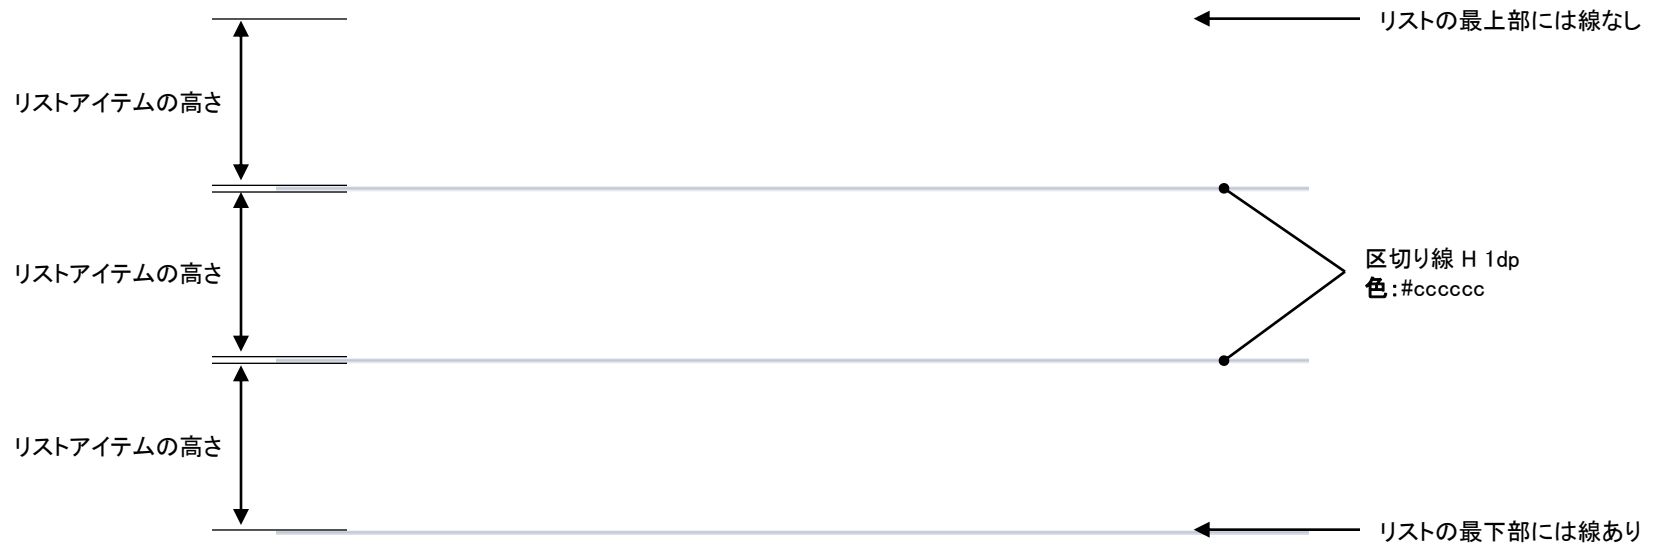 リストの最上部には線なし
リストアイテムの高さ
リストアイテムの高さ
区切り線 H 1dp
色：#cccccc
リストアイテムの高さ
リストの最下部には線あり